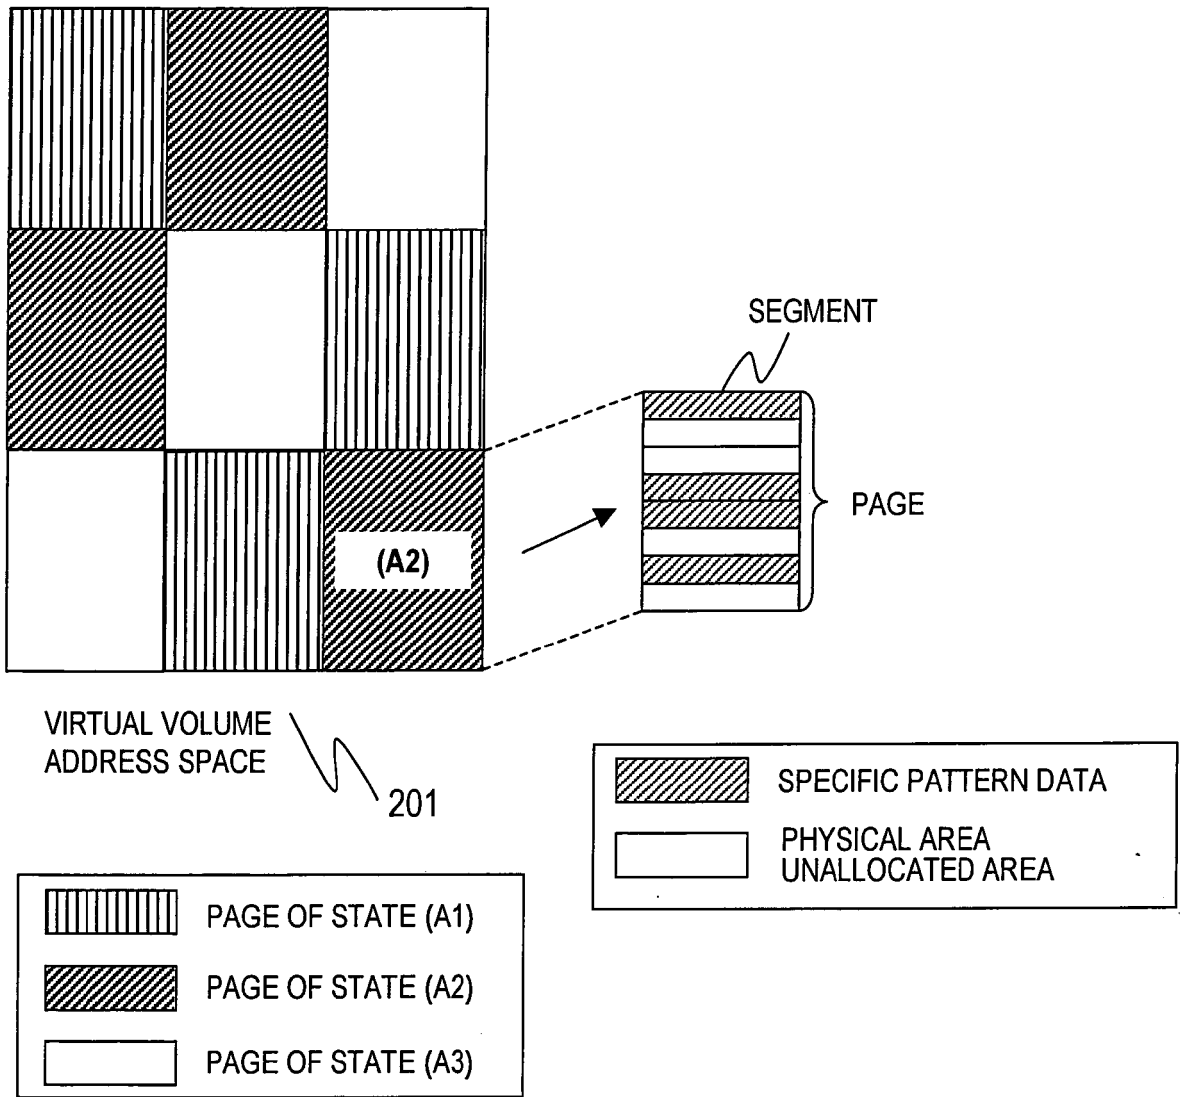 SEGMENT
PAGE
(A2)
VIRTUAL VOLUME
ADDRESS SPACE
201
SPECIFIC PATTERN DATA
PHYSICAL AREA
UNALLOCATED AREA
PAGE OF STATE (A1)
PAGE OF STATE (A2)
PAGE OF STATE (A3)